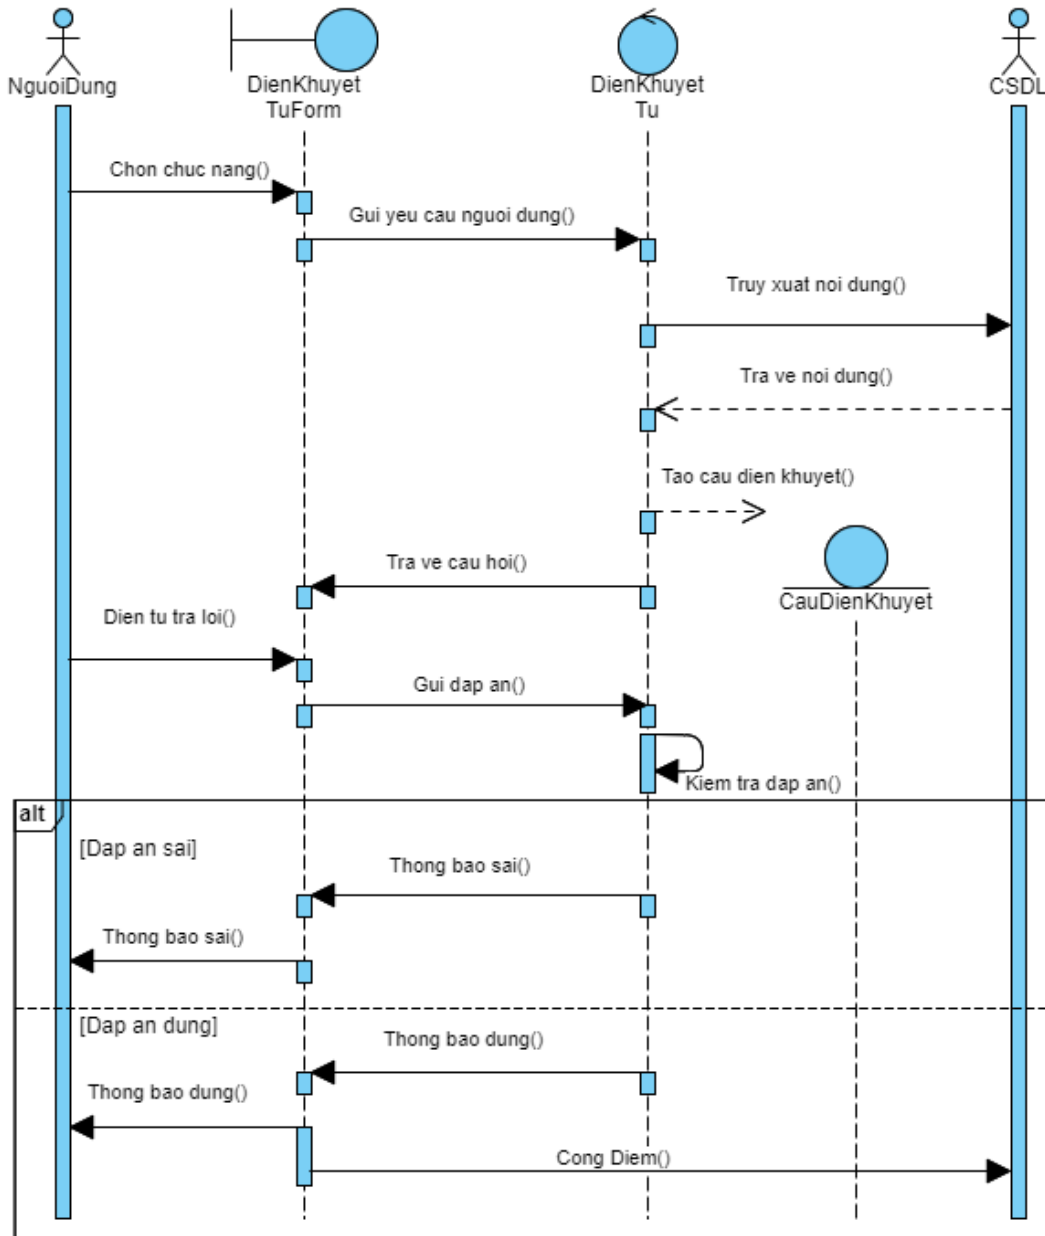 NguoiDung
DienKhuyet
TuForm
DienKhuyet
Tu
CSDL
Chon chuc nang()
Gui yeu cau nguoi dung()
Truy xuat noi dung()
Tra ve noi dung()
Tao cau dien khuyet()
Tra ve cau hoi()
CauDienKhuyet
Dien tu tra loi()
Gui dap an()
Kiem tra dap an()
alt
[Dap an sai]
Thong bao sai()
Thong bao sai()
[Dap an dung]
Thong bao dung()
Thong bao dung()
Cong Diem()